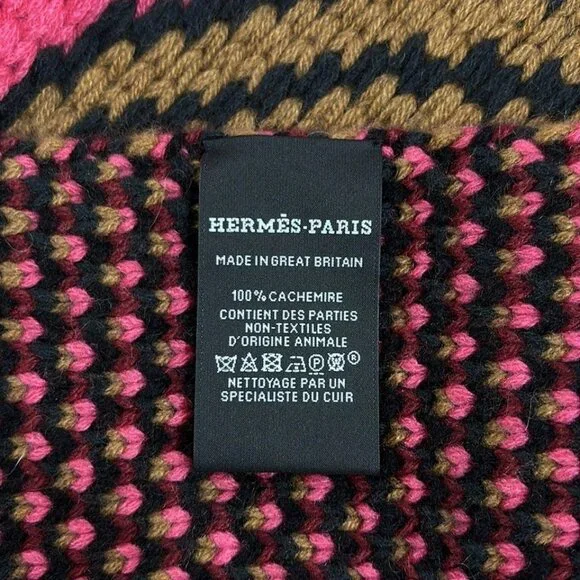 HERMÈS-PARIS
MADE IN GREAT BRITAIN
100% CACHEMIRE
CONTIENT DES PARTIES
NON-TEXTILES
D'ORIGINE ANIMALE
P W ®
NETTOYAGE PAR UN
SPECIALISTE DU CUIR